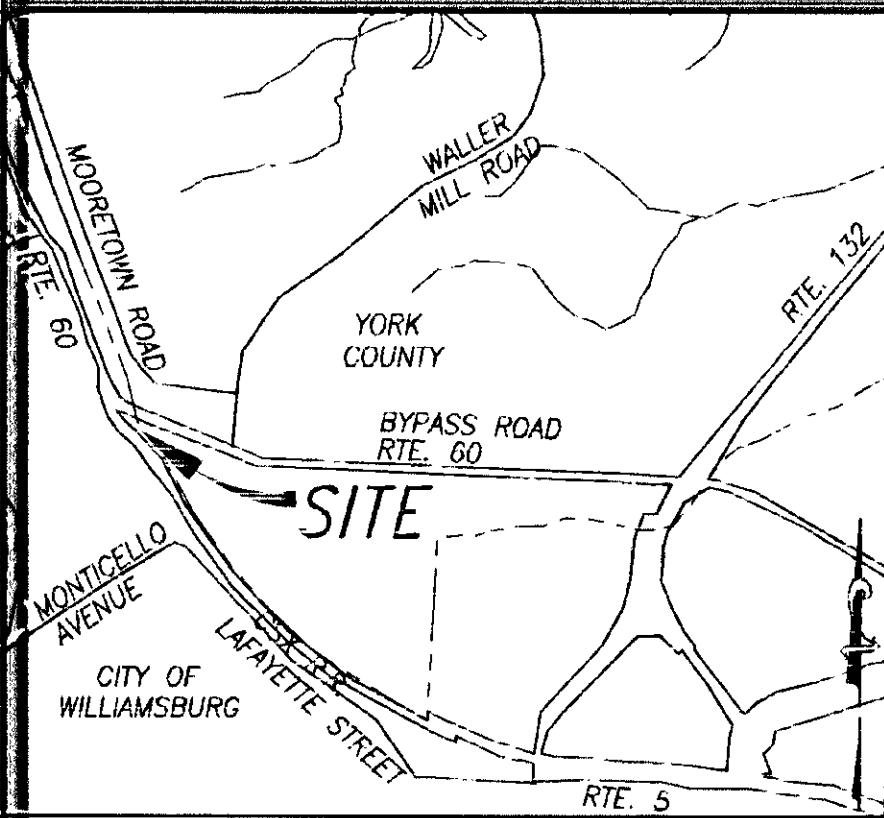 WALLER
MILL ROAD
MOORETOWN ROAD
RTE. 60
RTE. 132
YORK
COUNTY
BYPASS ROAD
RTE. 60
SITE
MONTICELLO
AVENUE
CSX R.R.
LAFAYETTE STREET
CITY OF
WILLIAMSBURG
RTE. 5